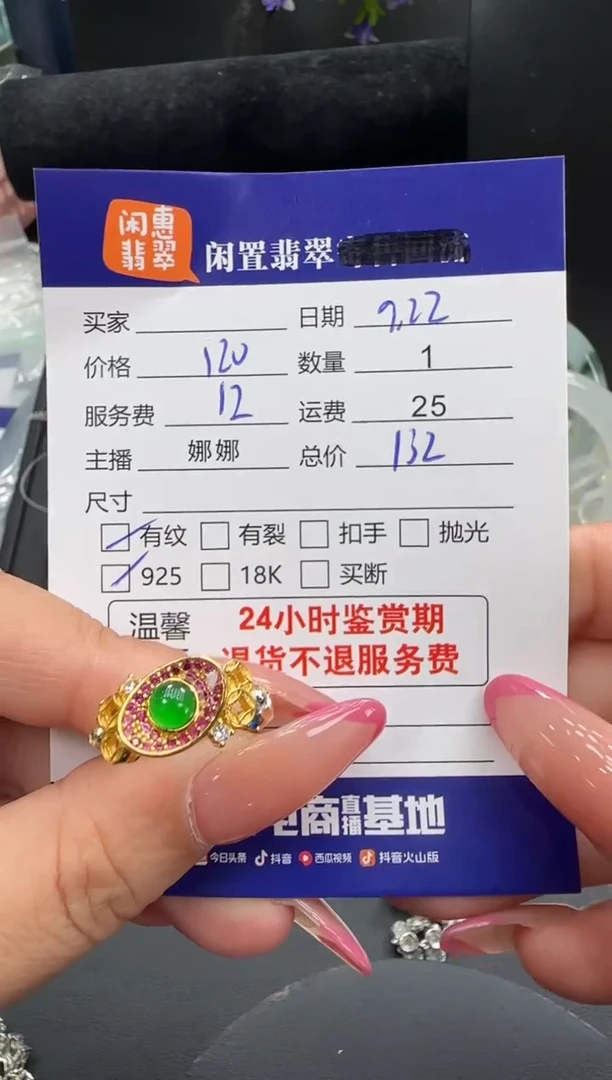 闲惠
翡翠
闲置翡翠
买家 日期 9.22
价格 120 数量 1
服务费 12 运费 25
主播 娜娜 总价 132
尺寸
有纹 有裂 扣手 抛光
925 18K 买断
温馨 24小时鉴赏期
退货不退服务费
电商直播基地
今日头条 抖音 西瓜视频 抖音火山版